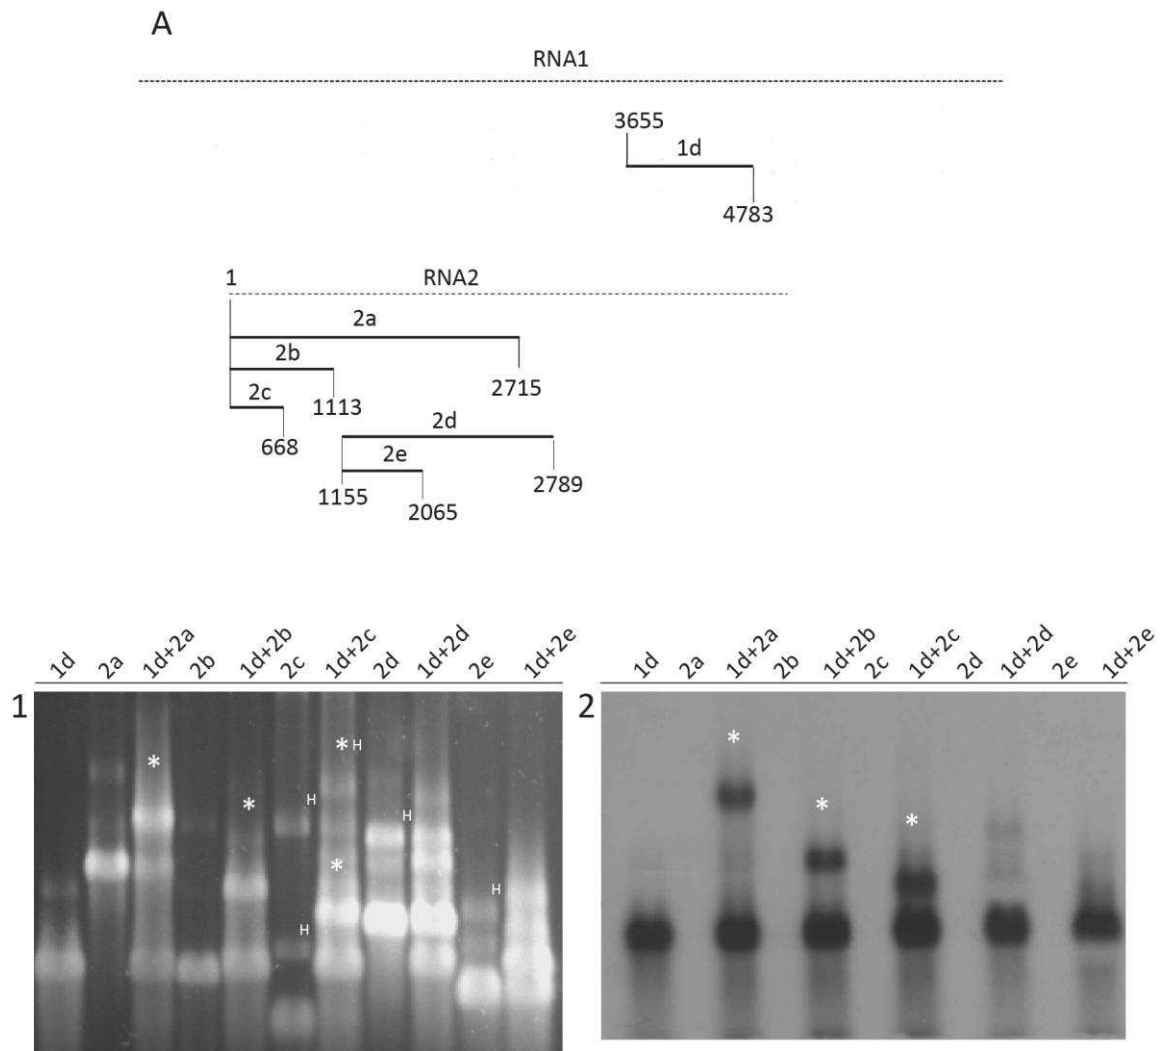 A
RNA1
3655
1d
4783
1 RNA2
2a
2b
2715
2c
1113
2d
668
2e
2789
1155
2065
1d 2a 1d+2a 2b 1d+2b 2c 1d+2c 2d 1d+2d 2e 1d+2e
1d 2a 1d+2a 2b 1d+2b 2c 1d+2c 2d 1d+2d 2e 1d+2e
1
2
* *H
* H H
* H
H
* * *